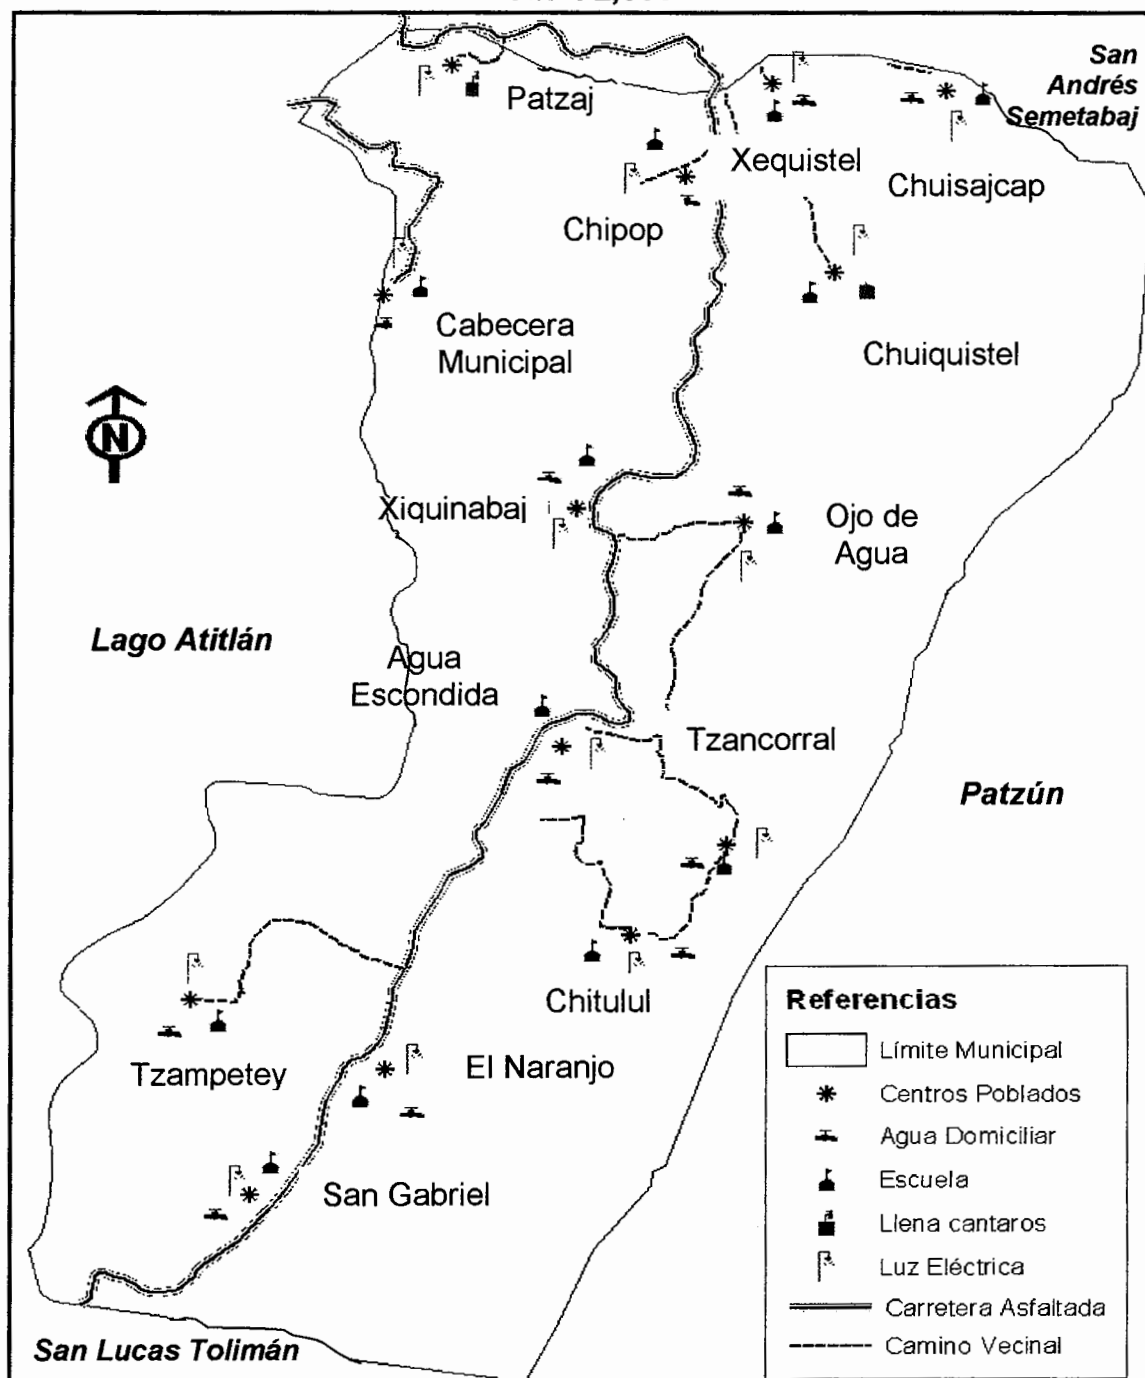 San
Andrés
Semetabaj
Patzaj
Xequistel
Chuisajcap
Chipop
Cabecera
Municipal
Chuiquistel
N
Xiquinabaj
Ojo de
Agua
Lago Atitlán
Agua
Escondida
Tzancorral
Patzún
Chitulul
Tzampetey
El Naranjo
San Gabriel
San Lucas Tolimán
Referencias
Límite Municipal
Centros Poblados
Agua Domiciliar
Escuela
Llena cantaros
Luz Eléctrica
Carretera Asfaltada
Camino Vecinal